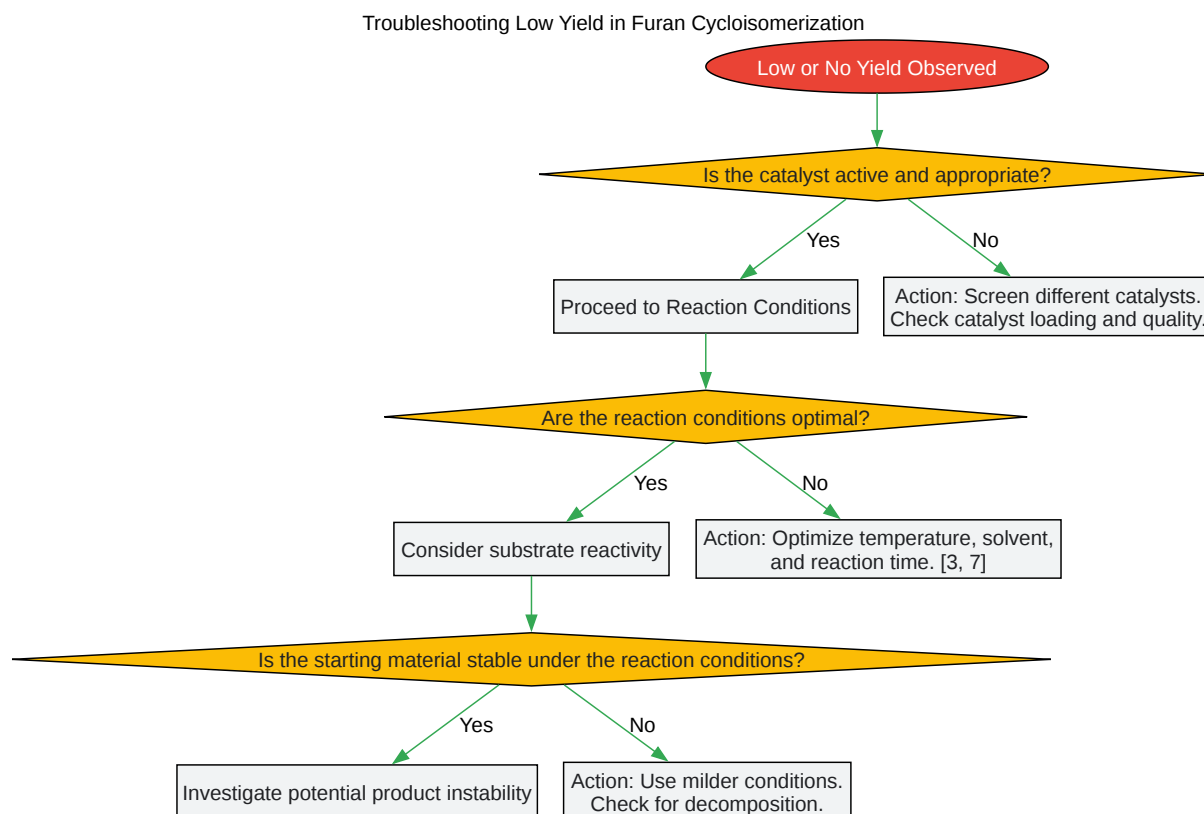 Troubleshooting Low Yield in Furan Cycloisomerization
Low or No Yield Observed
Is the catalyst active and appropriate?
Yes
No
Proceed to Reaction Conditions
Action: Screen different catalysts.
Check catalyst loading and quality.
Are the reaction conditions optimal?
Yes
No
Consider substrate reactivity
Action: Optimize temperature, solvent,
and reaction time. [3, 7]
Is the starting material stable under the reaction conditions?
Yes
No
Investigate potential product instability
Action: Use milder conditions.
Check for decomposition.